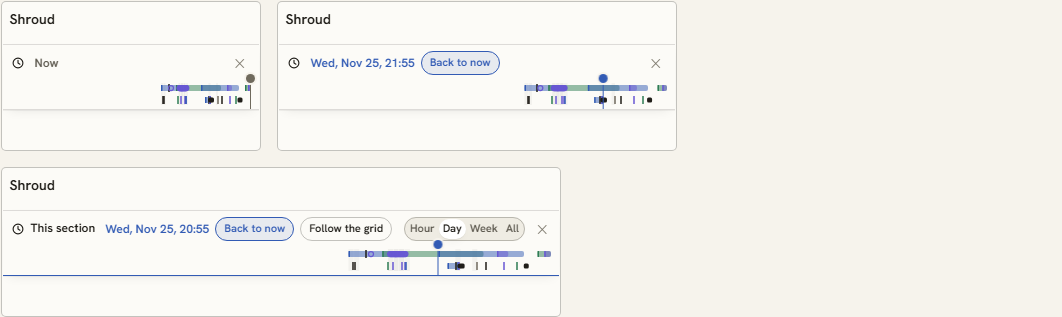 Shroud
Now
Shroud
Wed, Nov 25, 21:55 Back to now
Shroud
This section Wed, Nov 25, 20:55 Back to now Follow the grid Hour Day Week All